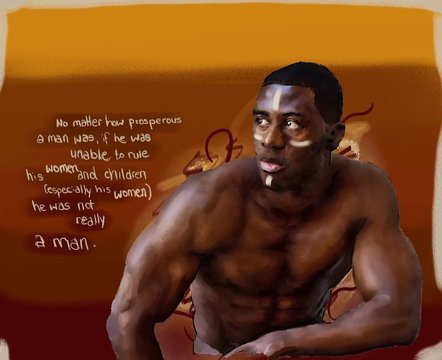 No matter how prosperous
a man was, if he was
unable to rule
his women and children
(especially his women)
he was not
really
a man.